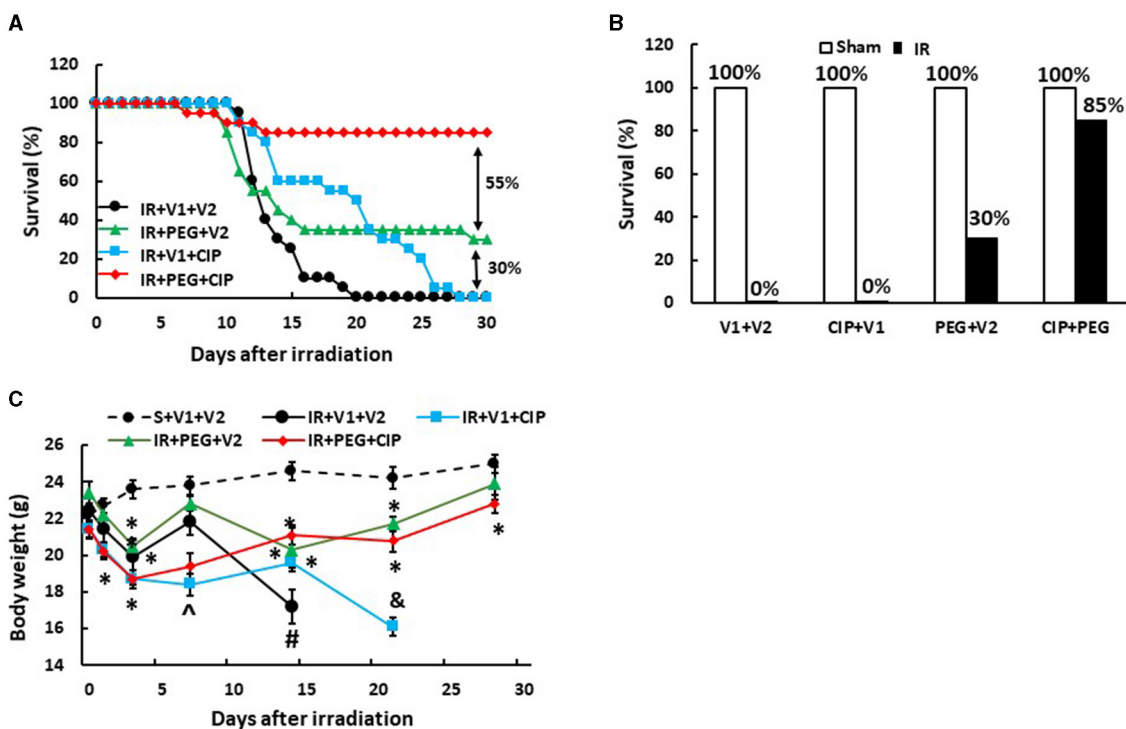 A
120
100
80
60
40
20
0
Survival (%)
IR+V1+V2
IR+PEG+V2
IR+V1+CIP
IR+PEG+CIP
55%
30%
0 5 10 15 20 25 30
Days after irradiation
B
Sham IR
120
100
80
60
40
20
0
Survival (%)
100% 100% 100% 100%
0% 0% 30% 85%
V1+V2 CIP+V1 PEG+V2 CIP+PEG
C
S+V1+V2 IR+V1+V2 IR+V1+CIP
IR+PEG+V2 IR+PEG+CIP
26
24
22
20
18
16
14
Body weight (g)
* * * * * * * * * *
^ # &
0 5 10 15 20 25 30
Days after irradiation